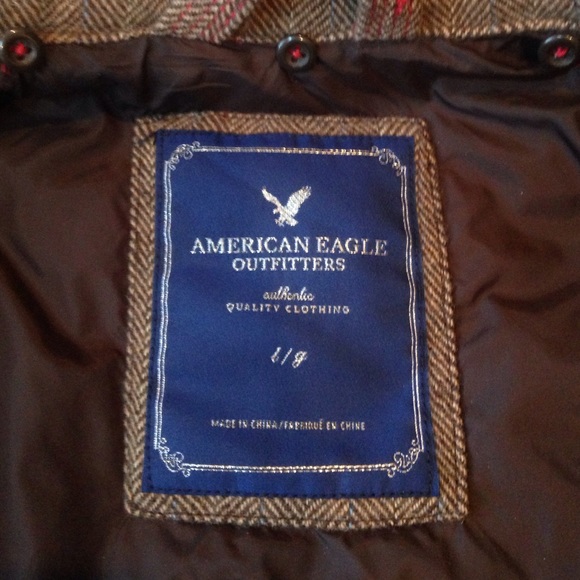 AMERICAN EAGLE
OUTFITTERS
authentic
QUALITY CLOTHING
l/g
MADE IN CHINA/FABRIQUÉ EN CHINE